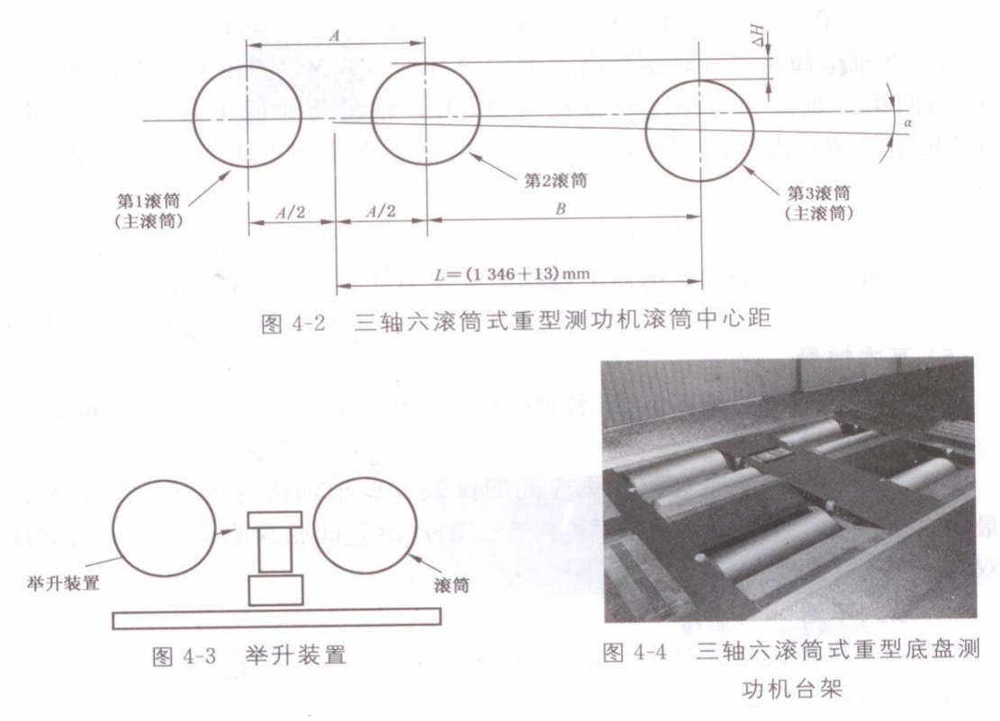 A
ΔH
α
第1滚筒
(主滚筒)
第2滚筒
第3滚筒
(主滚筒)
A/2
A/2
B
L=(1 346+13)mm
图 4-2 三轴六滚筒式重型测功机滚筒中心距
举升装置
滚筒
图 4-3 举升装置
图 4-4 三轴六滚筒式重型底盘测
功机台架